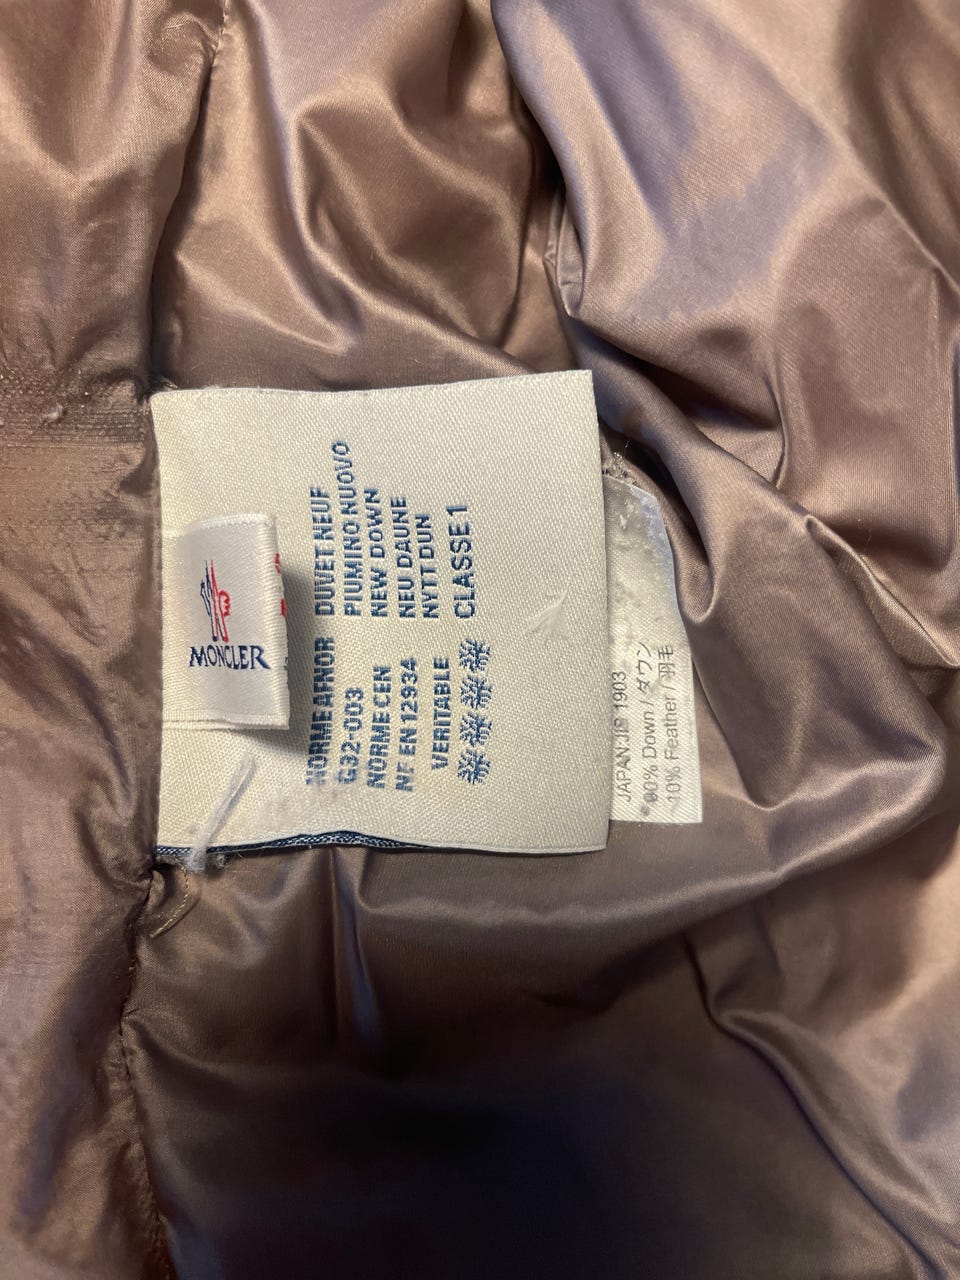 MONCLER
NORME AFNOR DUVET NEUF
G32-003 PIUMINO NUOVO
NORME CEN NEW DOWN
NF EN 12934 NEU DAUNE
VERITABLE NYTT DUN
CLASSE 1
JAPAN JIS 1903
90% Down / ダウン
10% Feather / 羽毛